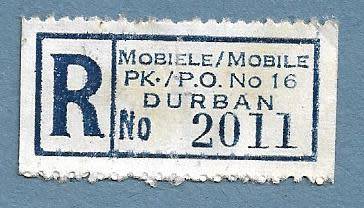 R
MOBIELE/MOBILE
PK./P.O. No 16
DURBAN
No 2011